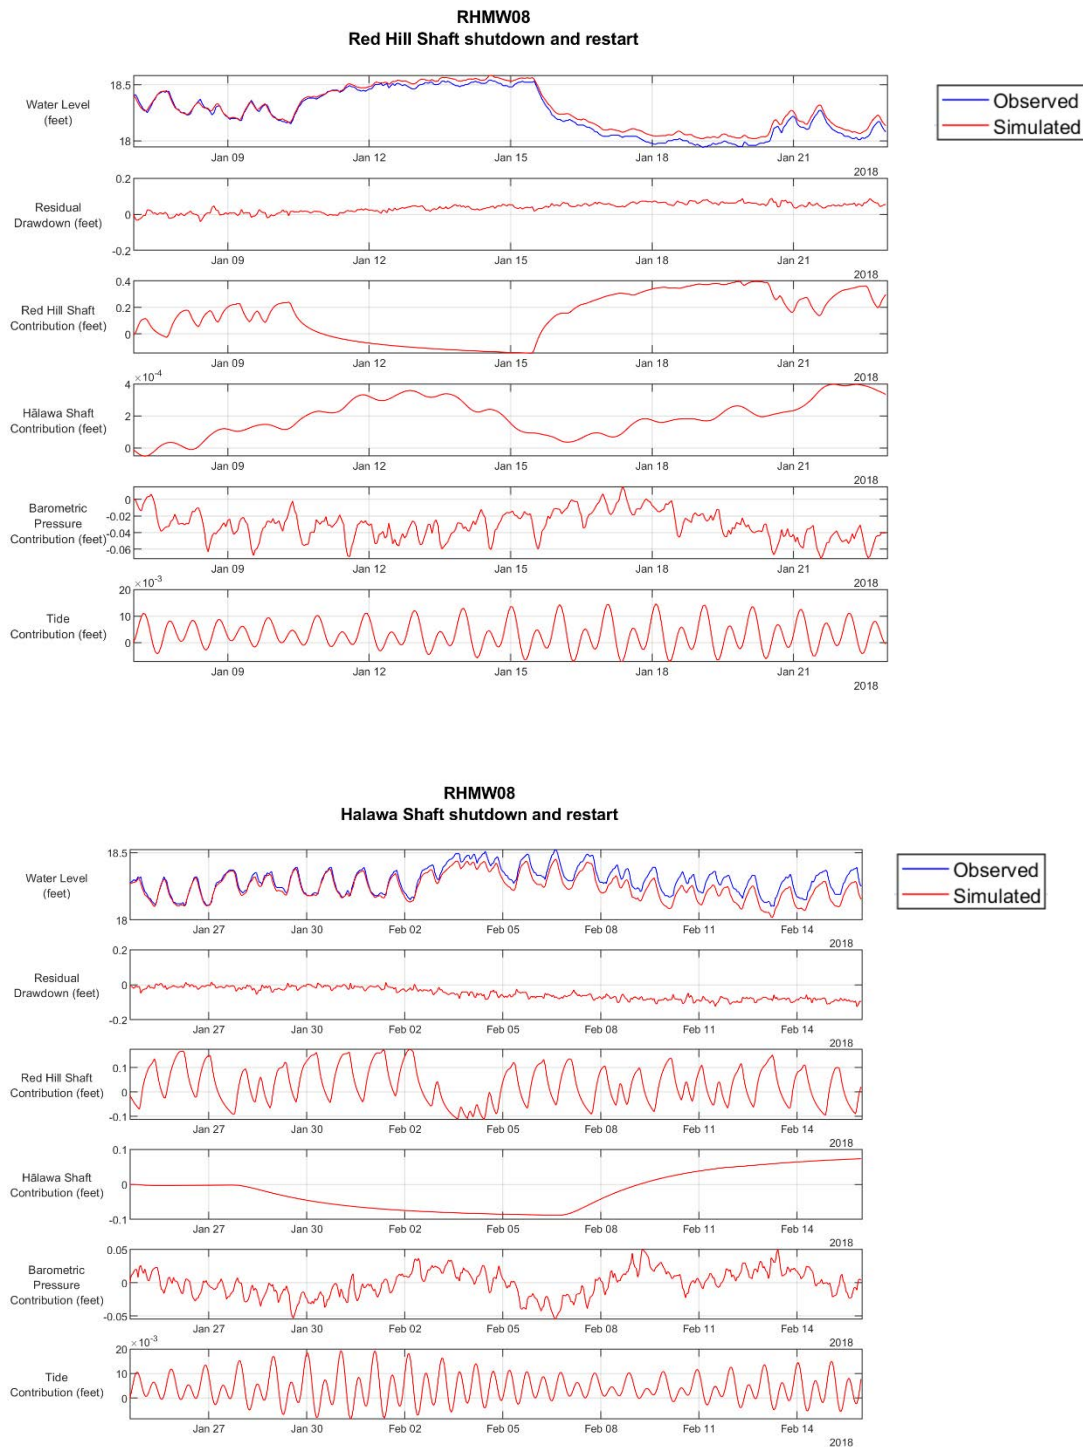 RHMW08
Red Hill Shaft shutdown and restart
Water Level
(feet)
18.5
18
Jan 09 Jan 12 Jan 15 Jan 18 Jan 21
2018
Observed
Simulated
Residual
Drawdown (feet)
0.2
0
-0.2
Jan 09 Jan 12 Jan 15 Jan 18 Jan 21
2018
Red Hill Shaft
Contribution (feet)
0.4
0.2
0
Jan 09 Jan 12 Jan 15 Jan 18 Jan 21
2018
×10-4
Hālawa Shaft
Contribution (feet)
4
2
0
Jan 09 Jan 12 Jan 15 Jan 18 Jan 21
2018
Barometric
Pressure
Contribution (feet)
0
-0.02
-0.04
-0.06
Jan 09 Jan 12 Jan 15 Jan 18 Jan 21
2018
×10-3
Tide
Contribution (feet)
20
10
0
Jan 09 Jan 12 Jan 15 Jan 18 Jan 21
2018
RHMW08
Halawa Shaft shutdown and restart
Water Level
(feet)
18.5
18
Jan 27 Jan 30 Feb 02 Feb 05 Feb 08 Feb 11 Feb 14
2018
Observed
Simulated
Residual
Drawdown (feet)
0.2
0
-0.2
Jan 27 Jan 30 Feb 02 Feb 05 Feb 08 Feb 11 Feb 14
2018
Red Hill Shaft
Contribution (feet)
0.1
0
-0.1
Jan 27 Jan 30 Feb 02 Feb 05 Feb 08 Feb 11 Feb 14
2018
Hālawa Shaft
Contribution (feet)
0.1
0
-0.1
Jan 27 Jan 30 Feb 02 Feb 05 Feb 08 Feb 11 Feb 14
2018
Barometric
Pressure
Contribution (feet)
0.05
0
-0.05
Jan 27 Jan 30 Feb 02 Feb 05 Feb 08 Feb 11 Feb 14
2018
×10-3
Tide
Contribution (feet)
20
10
0
Jan 27 Jan 30 Feb 02 Feb 05 Feb 08 Feb 11 Feb 14
2018